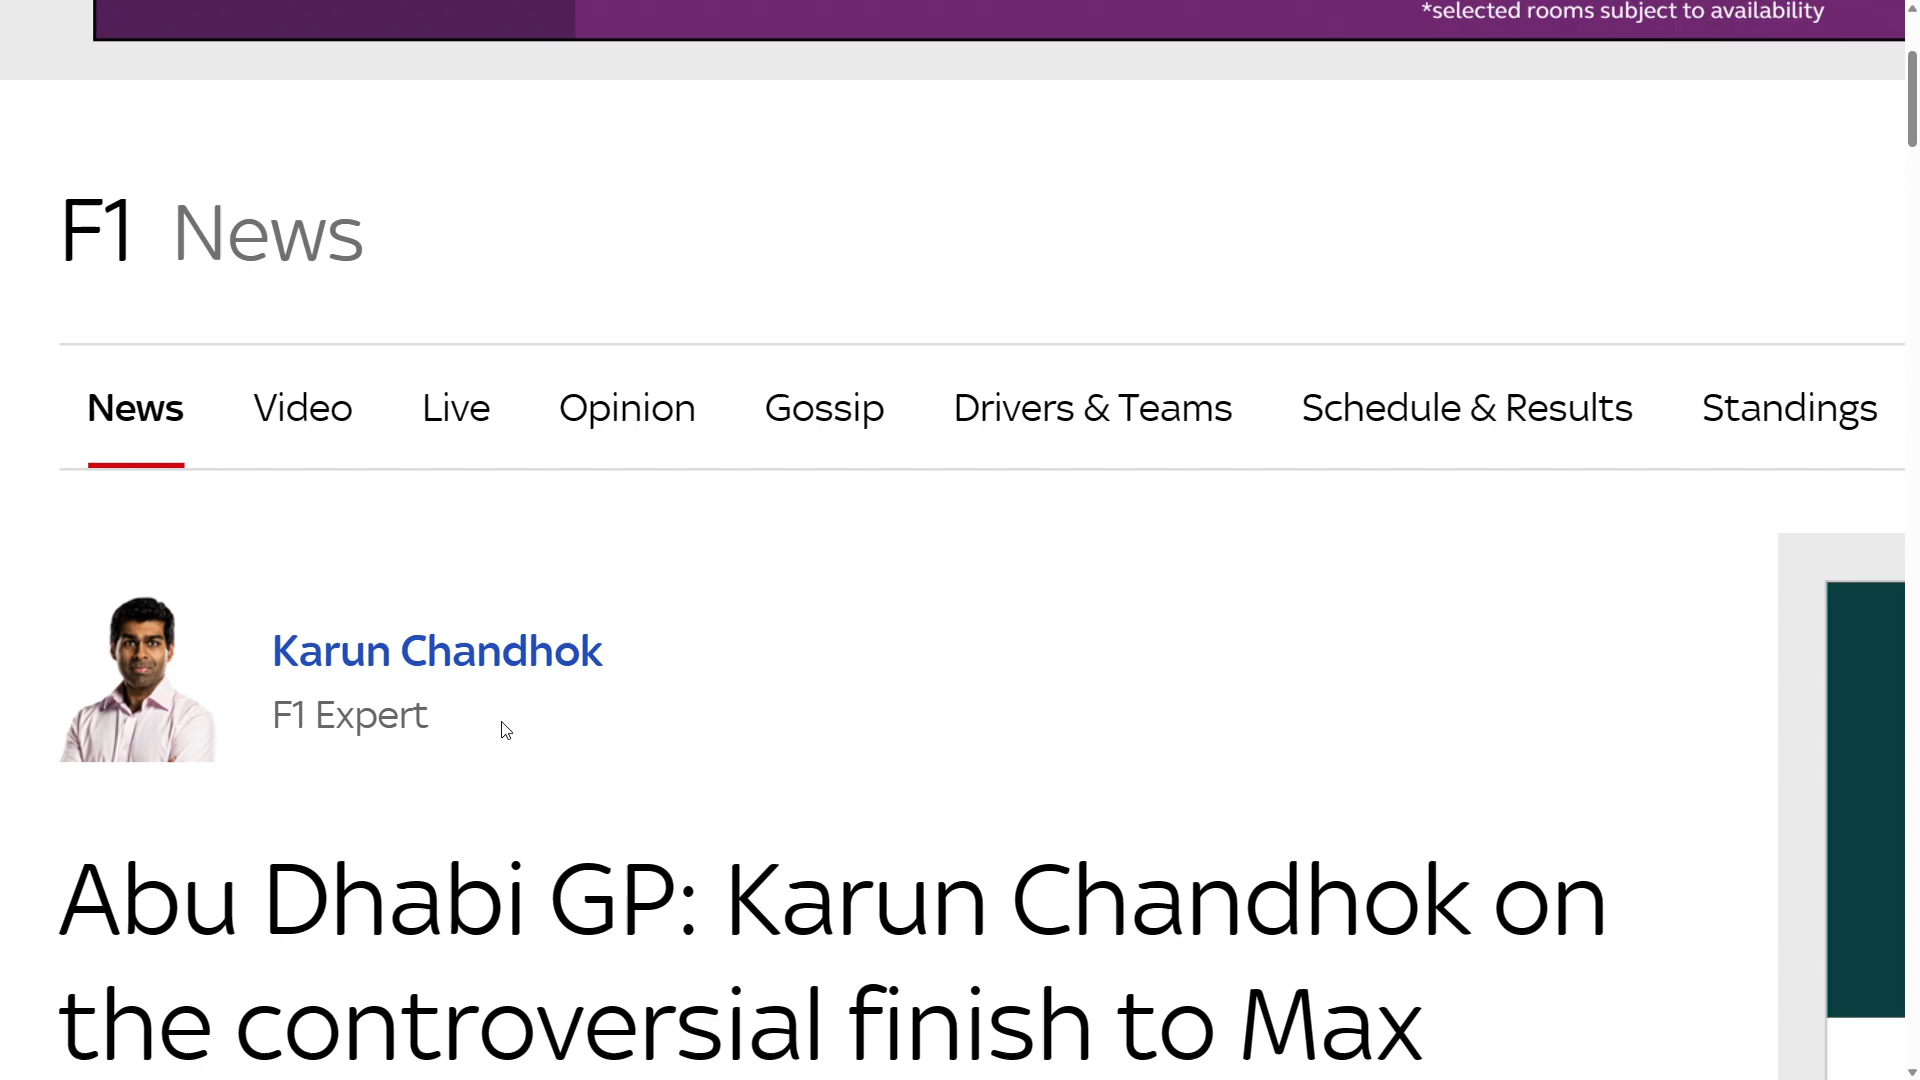 *selected rooms subject to availability
F1 News
News Video Live Opinion Gossip Drivers & Teams Schedule & Results Standings
Karun Chandhok
F1 Expert
Abu Dhabi GP: Karun Chandhok on
the controversial finish to Max